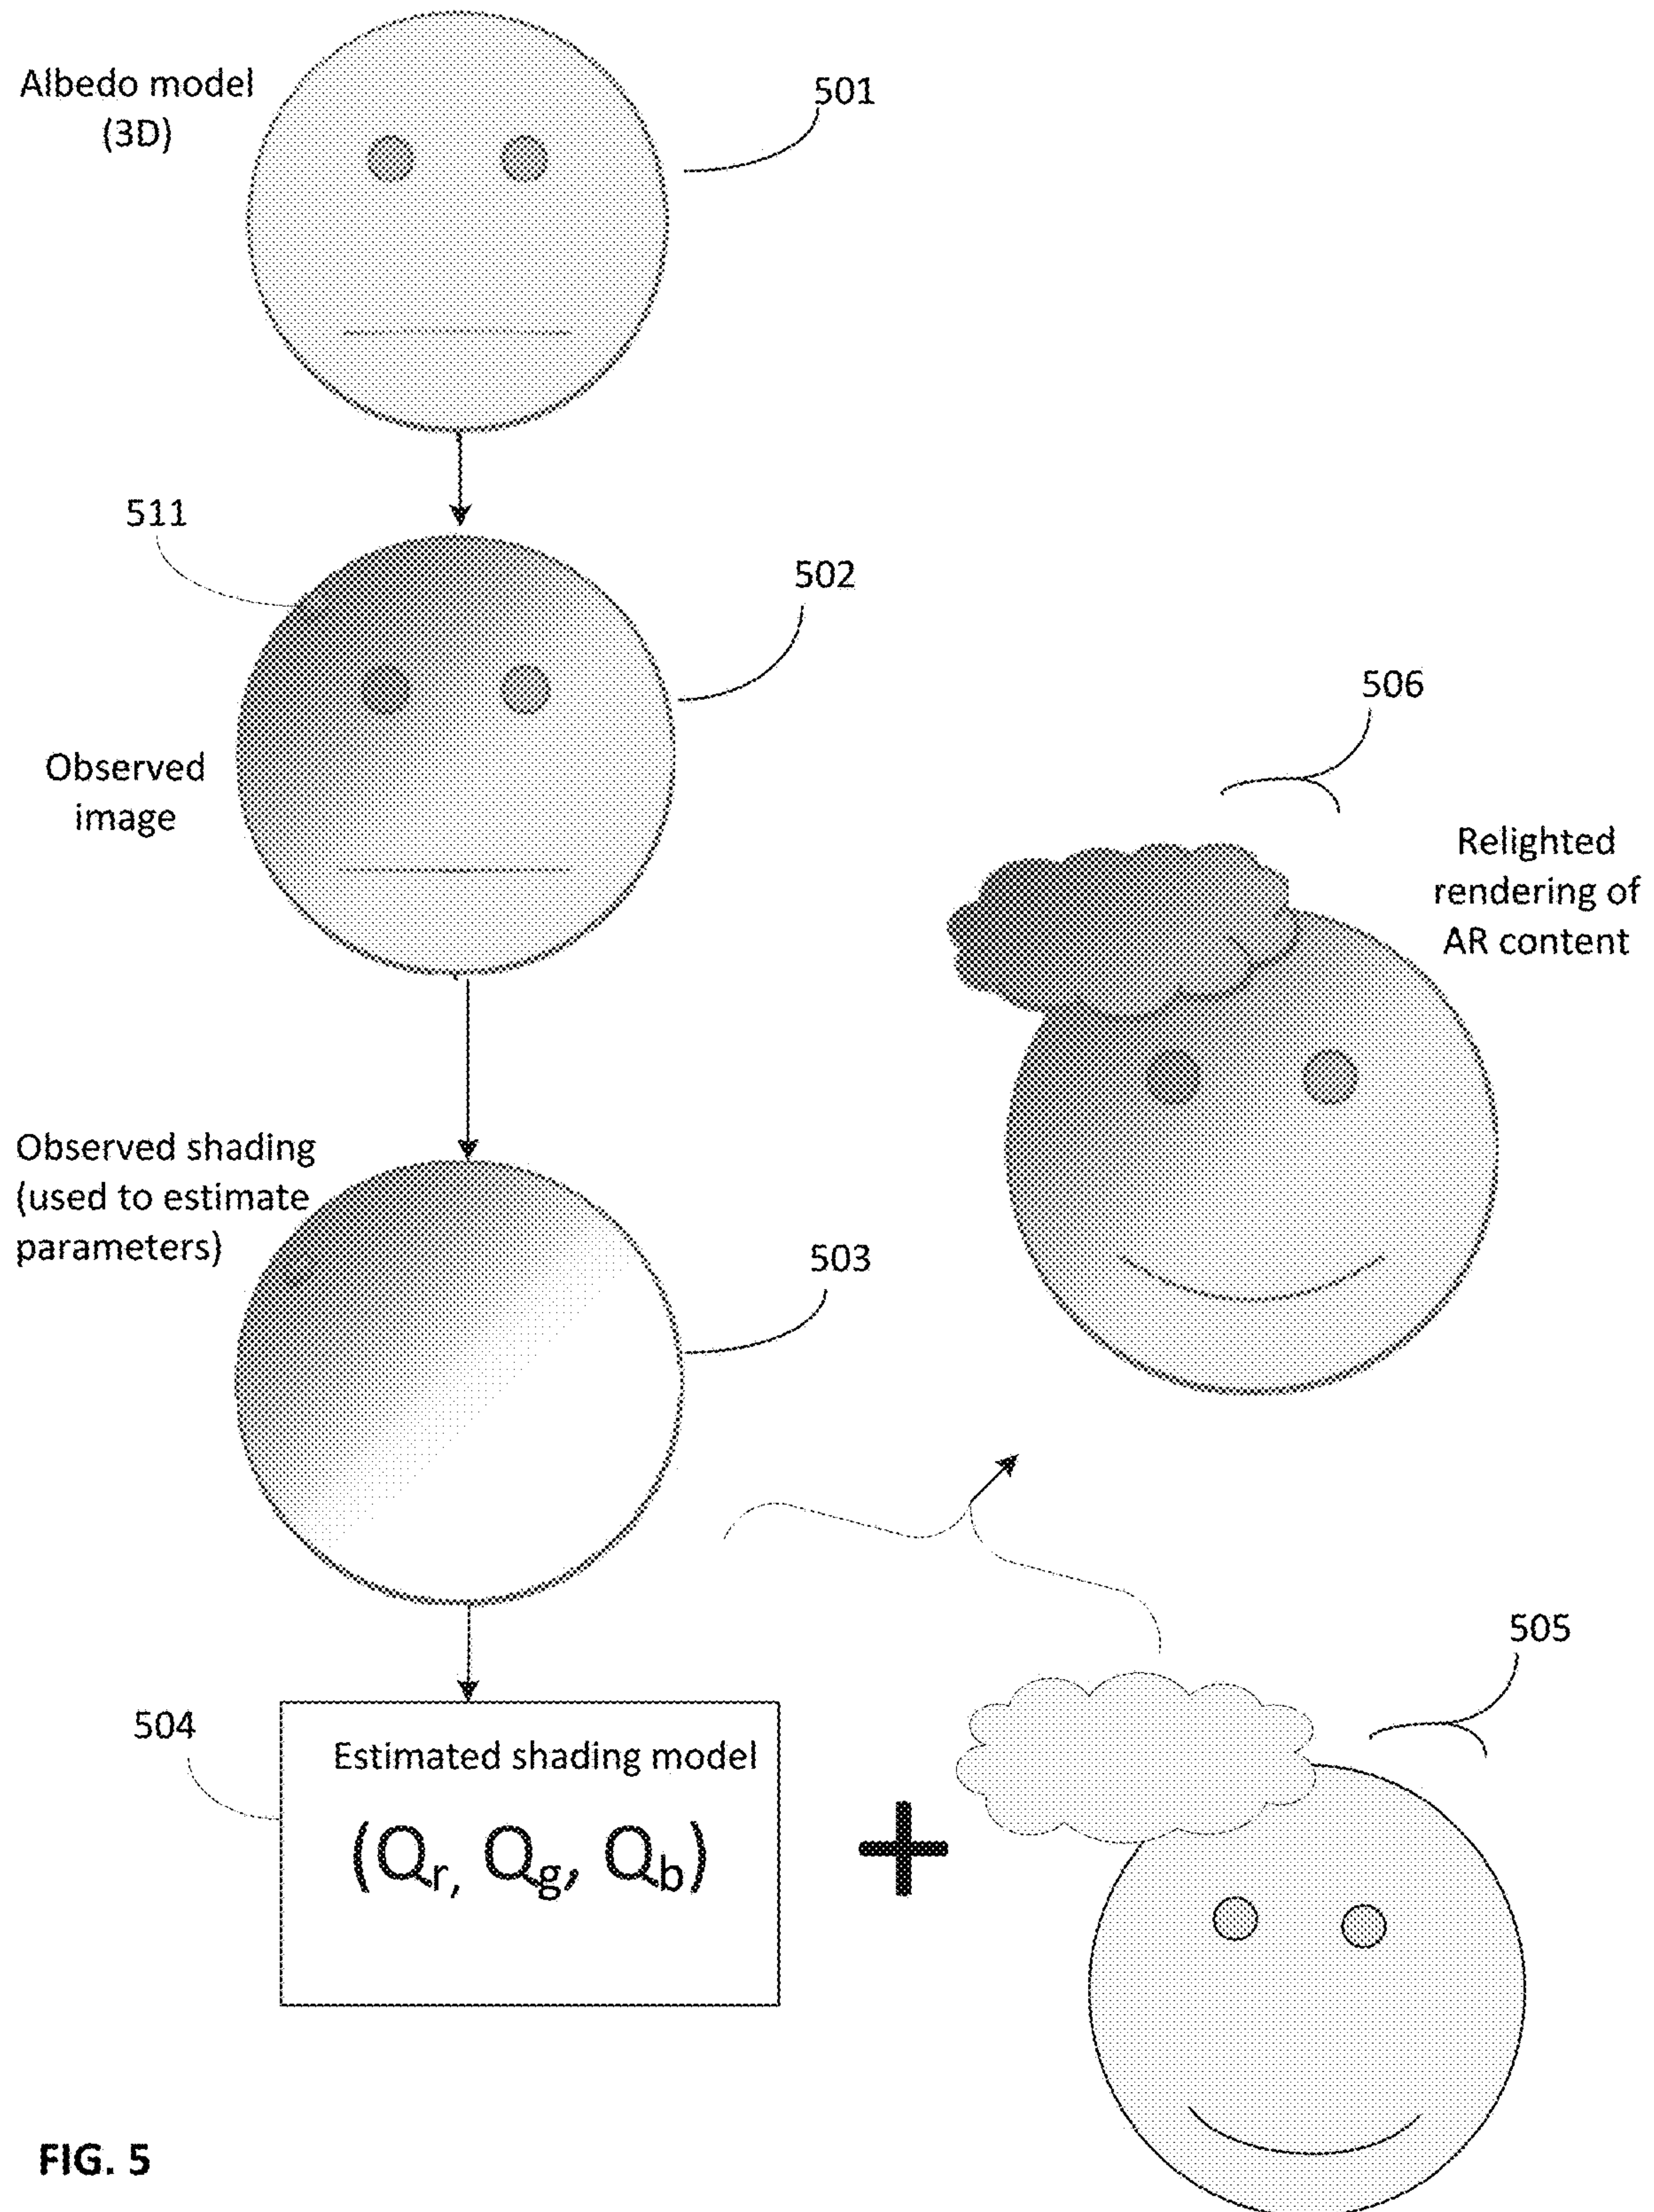 Albedo model
(3D)
501
511
502
Observed
image
506
Relighted
rendering of
AR content
Observed shading
(used to estimate
parameters)
503
505
504
Estimated shading model
(Qr, Qg, Qb)
+
FIG. 5